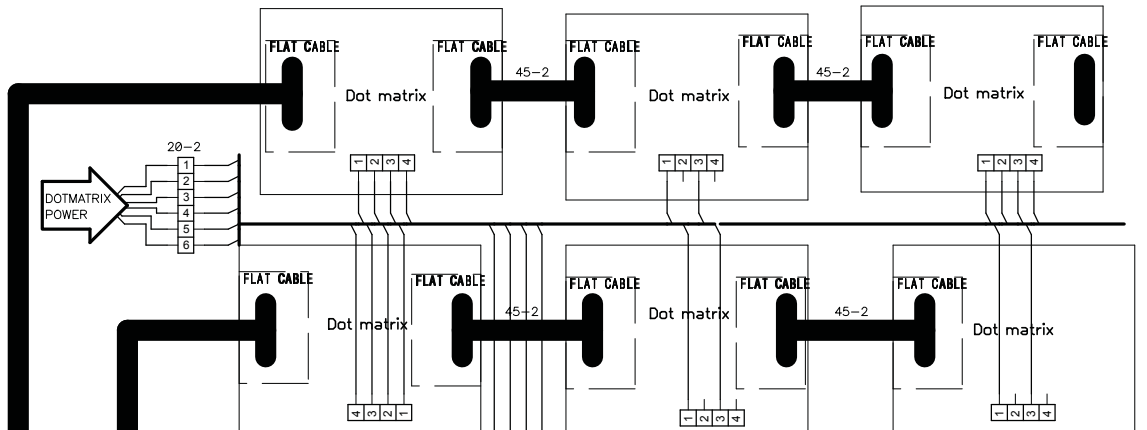 FLAT CABLE
FLAT CABLE
FLAT CABLE
FLAT CABLE
FLAT CABLE
FLAT CABLE
45-2
45-2
Dot matrix
Dot matrix
Dot matrix
20-2
1 2 3 4
1 2 3 4
1 2 3 4
DOTMATRIX
POWER
1
2
3
4
5
6
FLAT CABLE
FLAT CABLE
FLAT CABLE
FLAT CABLE
FLAT CABLE
45-2
45-2
Dot matrix
Dot matrix
Dot matrix
4 3 2 1
1 2 3 4
1 2 3 4